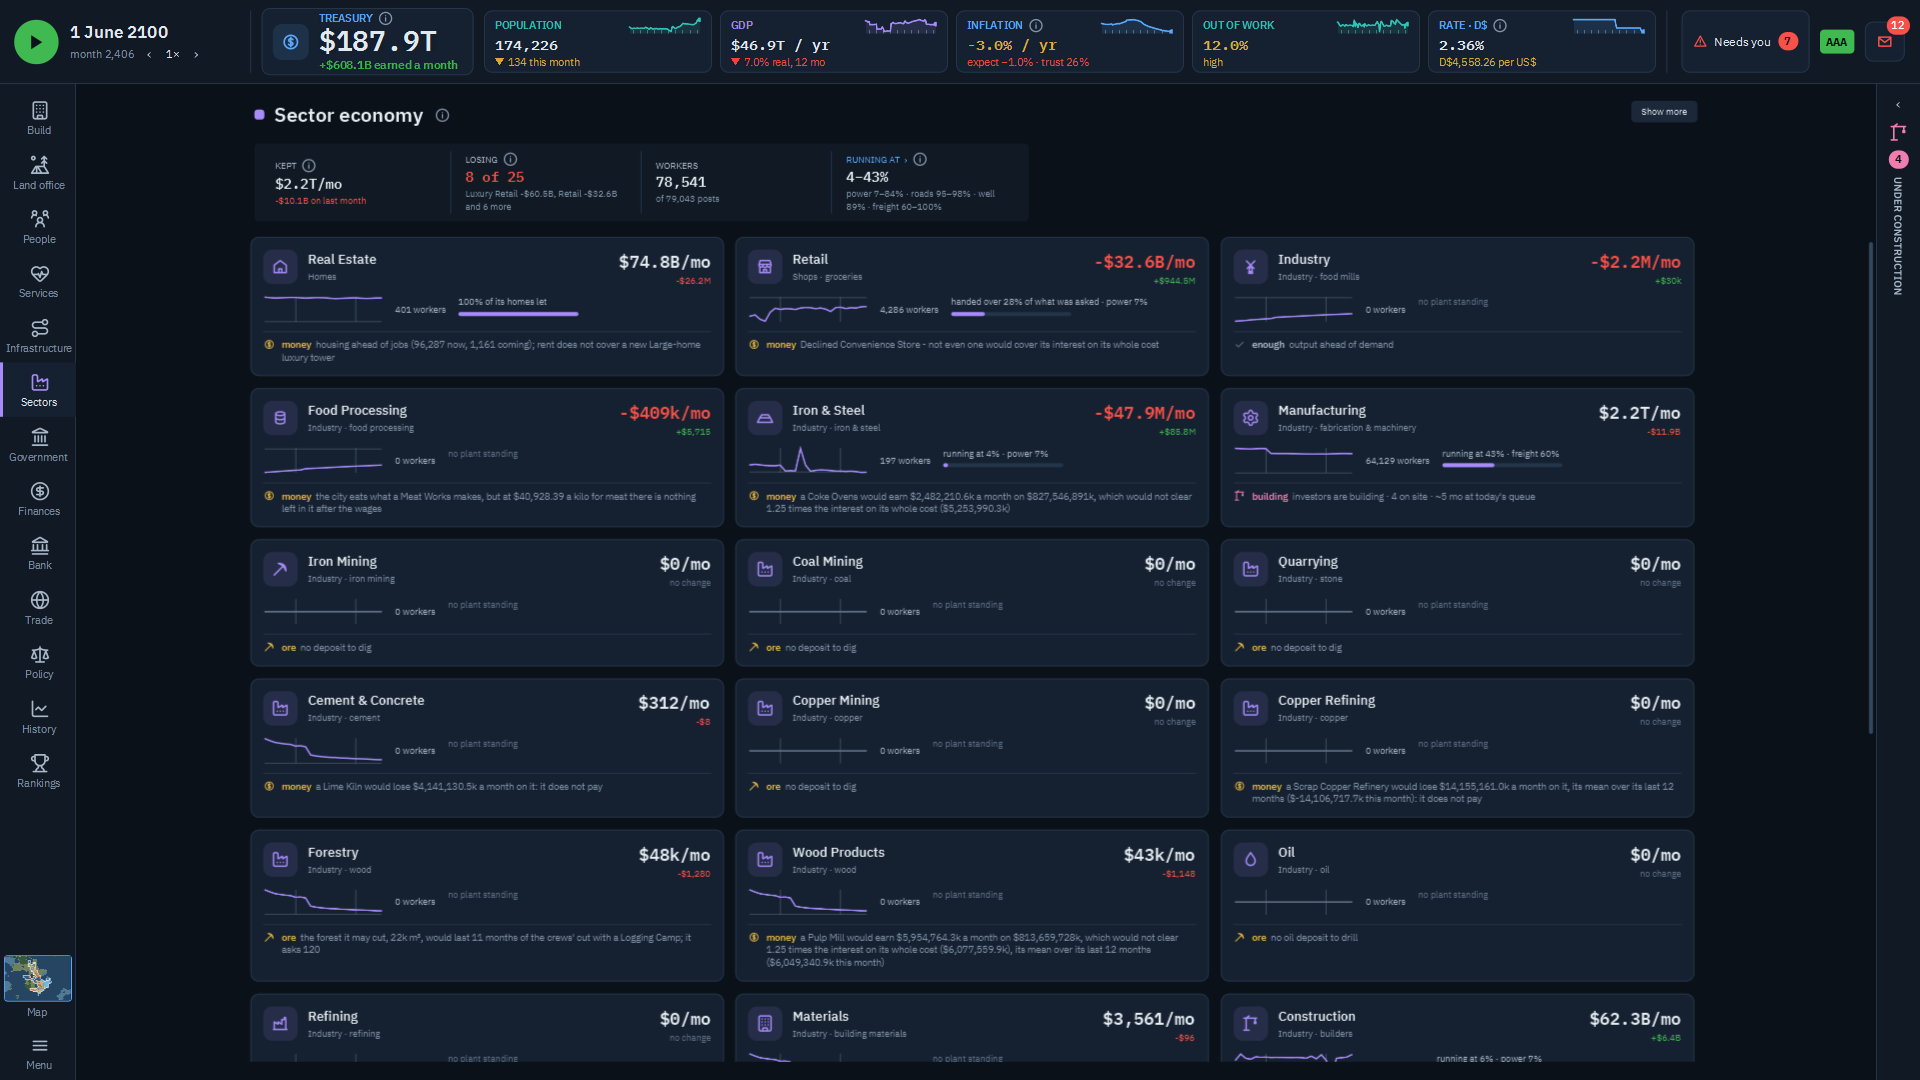 1 June 2100
month 2,406 ‹ 1× ›
TREASURY
$187.9T
+$608.1B earned a month
POPULATION
174,226
▼ 134 this month
GDP
$46.9T / yr
▼ 7.0% real, 12 mo
INFLATION
-3.0% / yr
expect −1.0% · trust 26%
OUT OF WORK
12.0%
high
RATE · D$
2.36%
D$4,558.26 per US$
Needs you 7
AAA
12
Build
Land office
People
Services
Infrastructure
Sectors
Government
Finances
Bank
Trade
Policy
History
Rankings
Map
Menu
Sector economy
Show more
KEPT
$2.2T/mo
-$10.1B on last month
LOSING
8 of 25
Luxury Retail -$60.5B, Retail -$32.6B
and 6 more
WORKERS
78,541
of 79,043 posts
RUNNING AT ›
4–43%
power 7–84% · roads 95–98% · well
89% · freight 60–100%
Real Estate
Homes
$74.8B/mo
-$26.2M
401 workers
100% of its homes let
money housing ahead of jobs (96,287 now, 1,161 coming); rent does not cover a new Large-home
luxury tower
Retail
Shops · groceries
-$32.6B/mo
+$944.5M
4,286 workers
handed over 28% of what was asked · power 7%
money Declined Convenience Store - not even one would cover its interest on its whole cost
Industry
Industry · food mills
-$2.2M/mo
+$30k
0 workers
no plant standing
enough output ahead of demand
Food Processing
Industry · food processing
-$409k/mo
+$5,715
0 workers
no plant standing
money the city eats what a Meat Works makes, but at $40,928.39 a kilo for meat there is nothing
left in it after the wages
Iron & Steel
Industry · iron & steel
-$47.9M/mo
+$85.8M
197 workers
running at 4% · power 7%
money a Coke Ovens would earn $2,482,210.6k a month on $827,546,891k, which would not clear
1.25 times the interest on its whole cost ($5,253,990.3k)
Manufacturing
Industry · fabrication & machinery
$2.2T/mo
-$11.9B
64,129 workers
running at 43% · freight 60%
building investors are building · 4 on site · ~5 mo at today's queue
Iron Mining
Industry · iron mining
$0/mo
no change
0 workers
no plant standing
ore no deposit to dig
Coal Mining
Industry · coal
$0/mo
no change
0 workers
no plant standing
ore no deposit to dig
Quarrying
Industry · stone
$0/mo
no change
0 workers
no plant standing
ore no deposit to dig
Cement & Concrete
Industry · cement
$312/mo
-$8
0 workers
no plant standing
money a Lime Kiln would lose $4,141,130.5k a month on it: it does not pay
Copper Mining
Industry · copper
$0/mo
no change
0 workers
no plant standing
ore no deposit to dig
Copper Refining
Industry · copper
$0/mo
no change
0 workers
no plant standing
money a Scrap Copper Refinery would lose $14,155,161.0k a month on it, its mean over its last 12
months ($-14,106,717.7k this month): it does not pay
Forestry
Industry · wood
$48k/mo
-$1,280
0 workers
no plant standing
ore the forest it may cut, 22k m³, would last 11 months of the crews' cut with a Logging Camp; it
asks 120
Wood Products
Industry · wood
$43k/mo
-$1,148
0 workers
no plant standing
money a Pulp Mill would earn $5,954,764.3k a month on $813,659,728k, which would not clear
1.25 times the interest on its whole cost ($6,077,559.9k), its mean over its last 12 months
($6,049,340.9k this month)
Oil
Industry · oil
$0/mo
no change
0 workers
no plant standing
ore no oil deposit to drill
Refining
Industry · refining
$0/mo
no change
no plant standing
Materials
Industry · building materials
$3,561/mo
-$96
no plant standing
Construction
Industry · builders
$62.3B/mo
+$6.4B
running at 6% · power 7%
‹
4
UNDER CONSTRUCTION